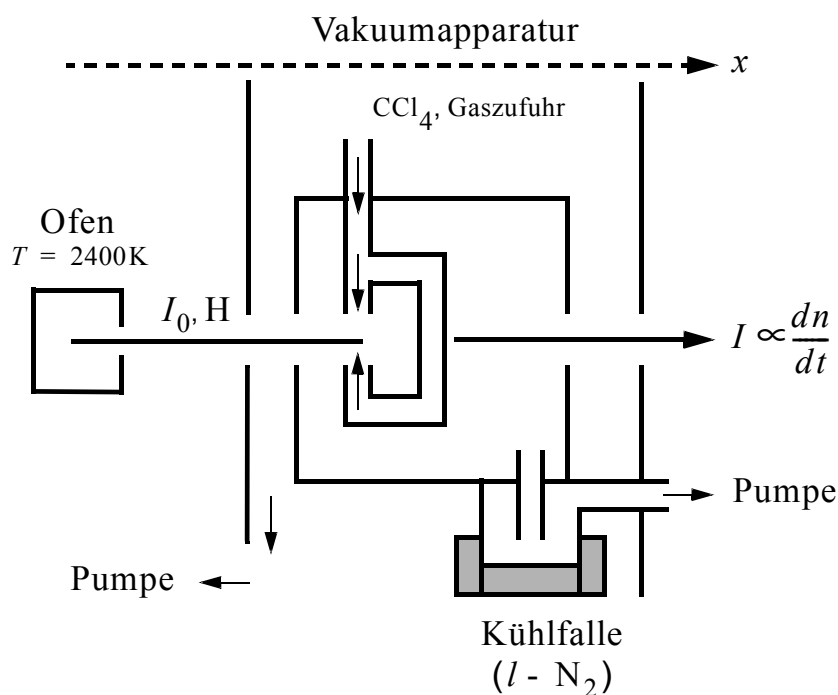 Vakuumapparatur
x
CCl4, Gaszufuhr
Ofen
T = 2400K
I0, H
I ∝ dn/dt
Pumpe
Pumpe
Kühlfalle
(l - N2)